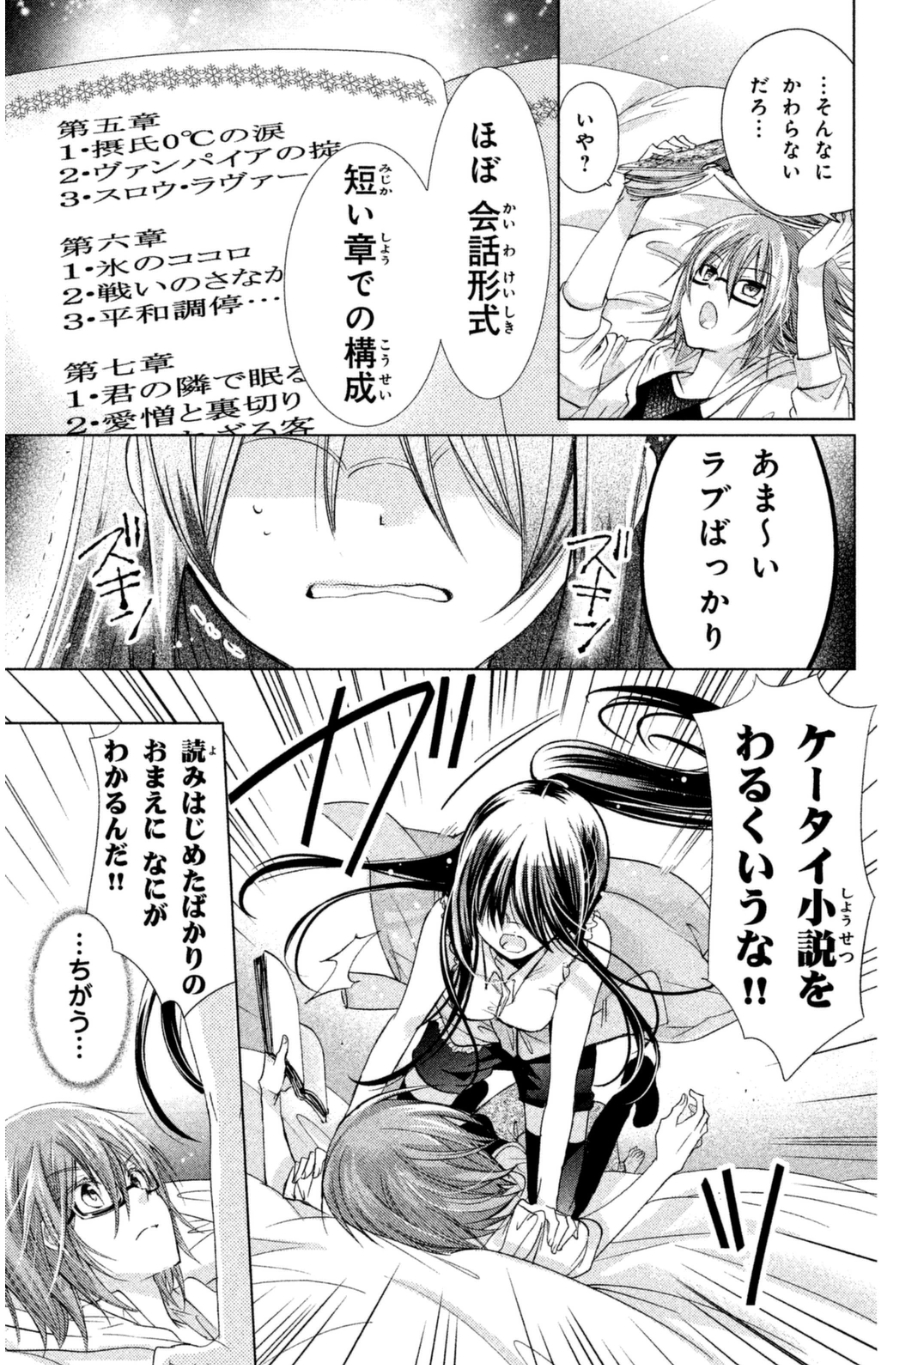 …そんなに
かわらない
だろ…
いや？
ほぼ 会話形式
短い章での構成
第五章
1・摂氏0℃の涙
2・ヴァンパイアの掟
3・スロウ・ラヴァー
第六章
1・氷のココロ
2・戦いのさなか
3・平和調停…
第七章
1・君の隣で眠る
2・愛憎と裏切り
あま〜い
ラブばっかり
ズキン
ズキン
ケータイ小説を
わるくいうな!!
ガバッ
読みはじめたばかりの
おまえに なにが
わかるんだ!!
…ちがう…